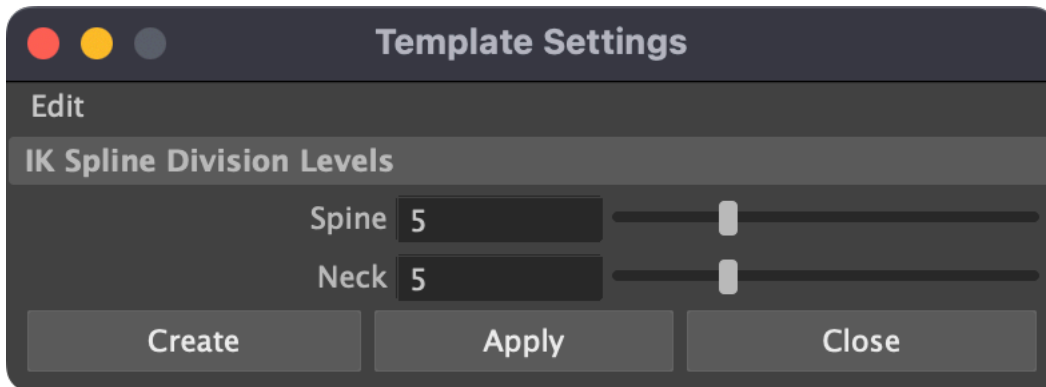 Template Settings
Edit
IK Spline Division Levels
Spine 5
Neck 5
Create Apply Close